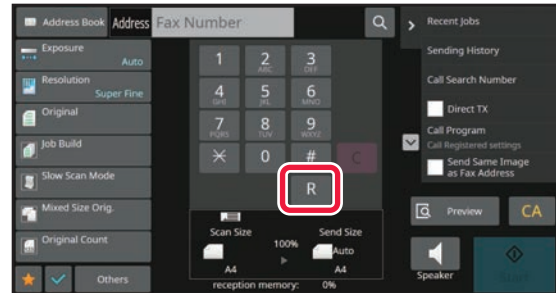 Address Book
Address
Fax Number
Recent Jobs
Exposure
Auto
Resolution
Super Fine
Original
Job Build
Slow Scan Mode
Mixed Size Orig.
Original Count
Others
1
2
ABC
3
DEF
4
GHI
5
JKL
6
MNO
7
PQRS
8
TUV
9
WXYZ
0
#
C
R
Scan Size
100%
Send Size
Auto
A4
A4
reception memory: 0%
Sending History
Call Search Number
Direct TX
Call Program
Call Registered settings
Send Same Image
as Fax Address
Preview
CA
Speaker
Start